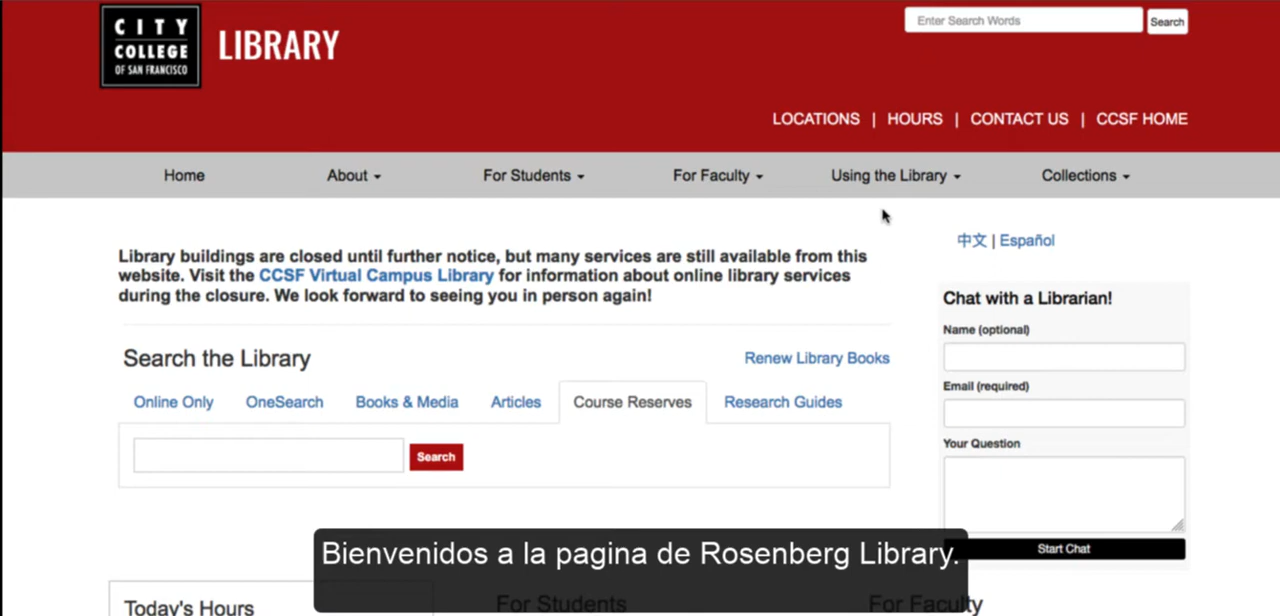 CITY
COLLEGE
OF SAN FRANCISCO
LIBRARY
Enter Search Words
Search
LOCATIONS | HOURS | CONTACT US | CCSF HOME
Home About For Students For Faculty Using the Library Collections
中文 | Español
Library buildings are closed until further notice, but many services are still available from this
website. Visit the CCSF Virtual Campus Library for information about online library services
during the closure. We look forward to seeing you in person again!
Search the Library
Renew Library Books
Online Only OneSearch Books & Media Articles Course Reserves Research Guides
Search
Chat with a Librarian!
Name (optional)
Email (required)
Your Question
Start Chat
Bienvenidos a la pagina de Rosenberg Library.
Today's Hours
For Students
For Faculty